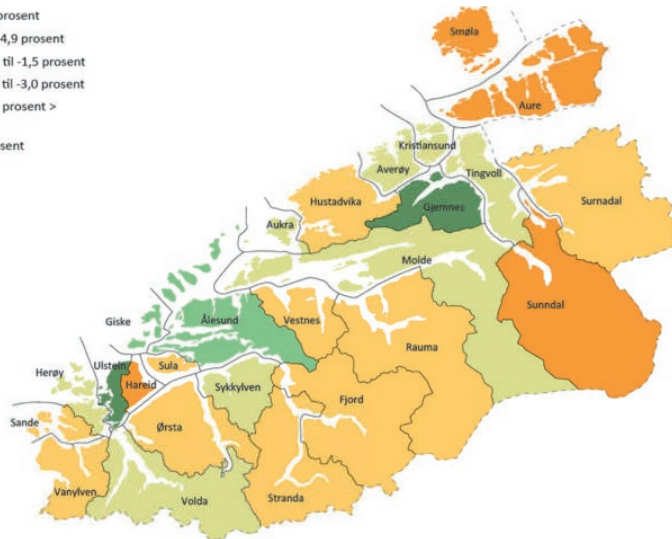 prosent
4,9 prosent
til -1,5 prosent
til -3,0 prosent
prosent >
sent
Smøla
Aure
Kristiansund
Averøy
Tingvoll
Hustadvika
Gjemnes
Surnadal
Aukra
Molde
Sunndal
Giske
Ålesund
Vestnes
Rauma
Ulstein
Sula
Herøy
Hareid
Sykkylven
Fjord
Sande
Ørsta
Vanylven
Volda
Stranda